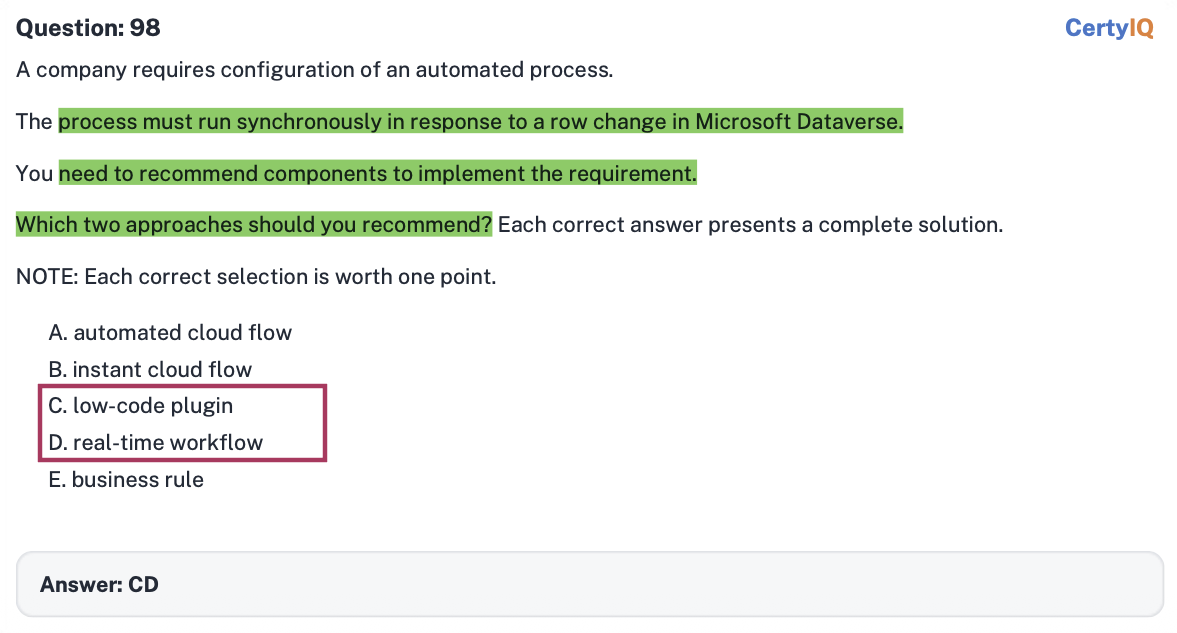 Question: 98
CertyIQ
A company requires configuration of an automated process.
The process must run synchronously in response to a row change in Microsoft Dataverse.
You need to recommend components to implement the requirement.
Which two approaches should you recommend? Each correct answer presents a complete solution.
NOTE: Each correct selection is worth one point.
A. automated cloud flow
B. instant cloud flow
C. low-code plugin
D. real-time workflow
E. business rule
Answer: CD